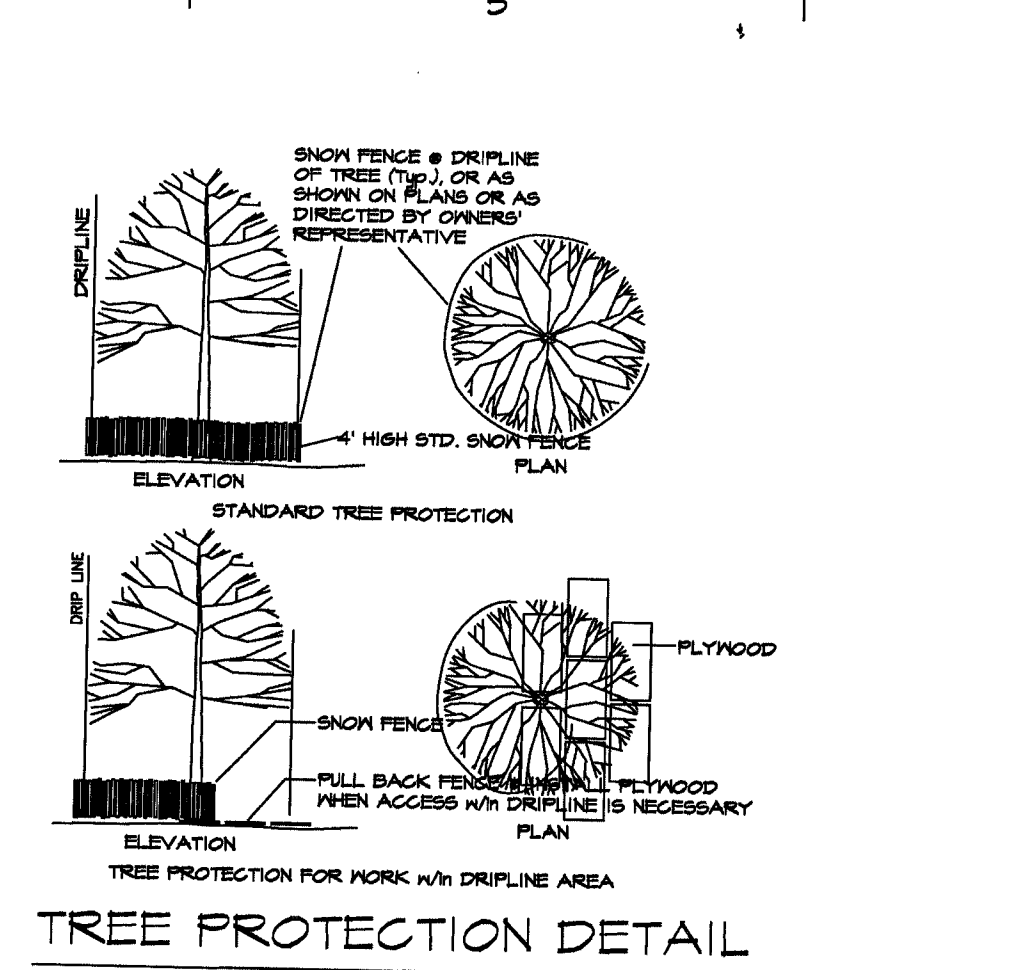 5
SNOW FENCE @ DRIPLINE
OF TREE (Typ.), OR AS
SHOWN ON PLANS OR AS
DIRECTED BY OWNERS'
REPRESENTATIVE
DRIPLINE
4' HIGH STD. SNOW FENCE
PLAN
ELEVATION
STANDARD TREE PROTECTION
DRIP LINE
PLYWOOD
SNOW FENCE
PULL BACK FENCE & INSTALL PLYWOOD
WHEN ACCESS w/in DRIPLINE IS NECESSARY
PLAN
ELEVATION
TREE PROTECTION FOR WORK w/in DRIPLINE AREA
TREE PROTECTION DETAIL